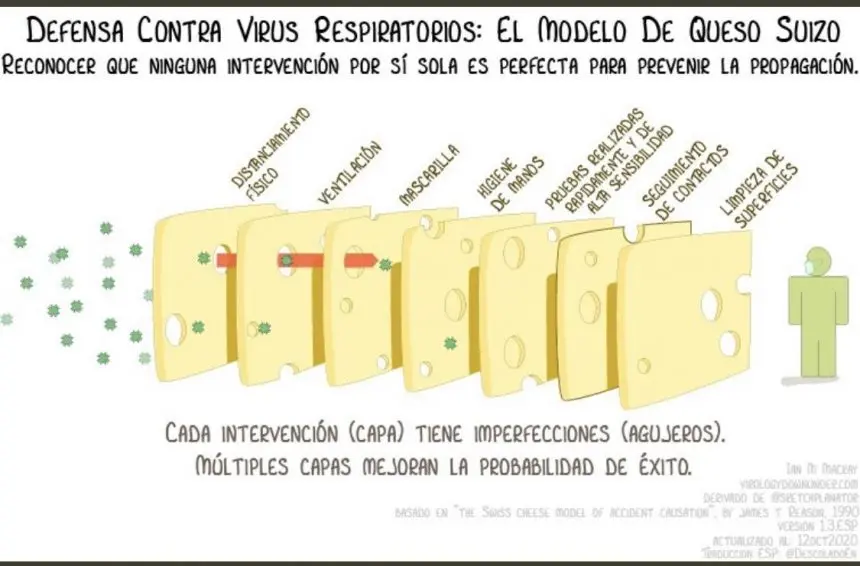 DEFENSA CONTRA VIRUS RESPIRATORIOS: EL MODELO DE QUESO SUIZO
RECONOCER QUE NINGUNA INTERVENCIÓN POR SÍ SOLA ES PERFECTA PARA PREVENIR LA PROPAGACIÓN.
DISTANCIAMIENTO
FÍSICO
VENTILACIÓN
MASCARILLA
HIGIENE
DE MANOS
PRUEBAS REALIZADAS
RAPIDAMENTE Y DE
ALTA SENSIBILIDAD
SEGUIMIENTO
DE CONTACTOS
LIMPIEZA DE
SUPERFICIES
CADA INTERVENCIÓN (CAPA) TIENE IMPERFECCIONES (AGUJEROS).
MÚLTIPLES CAPAS MEJORAN LA PROBABILIDAD DE ÉXITO.
IAN M. MACKAY
VIROLOGYDOWNUNDER.COM
DERIVADO DE @SKETCHPLANATOR
BASADO EN "THE SWISS CHEESE MODEL OF ACCIDENT CAUSATION", BY JAMES T REASON, 1990
VERSION 1.3.ESP
ACTUALIZADO AL: 12OCT2020
TRADUCCION ESP: @DESCOLADOEN